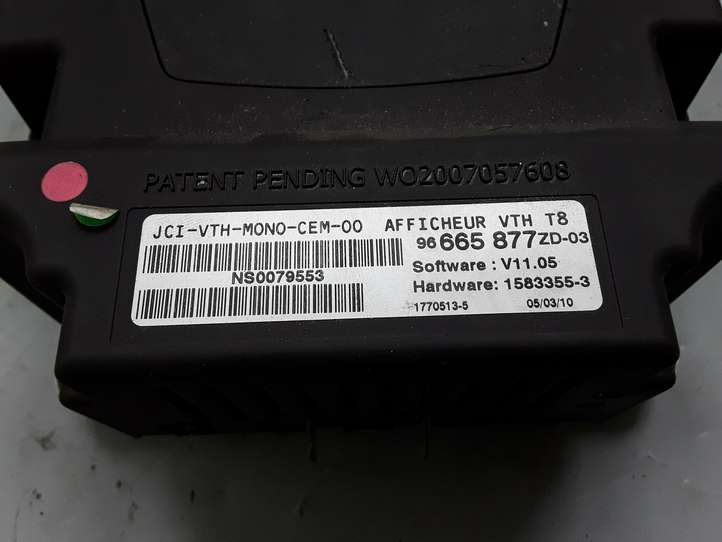 PATENT PENDING WO2007057608
JCI-VTH-MONO-CEM-00 AFFICHEUR VTH T8
96 665 877ZD-03
NS0079553
Software : V11.05
Hardware: 1583355-3
1770513-5 05/03/10